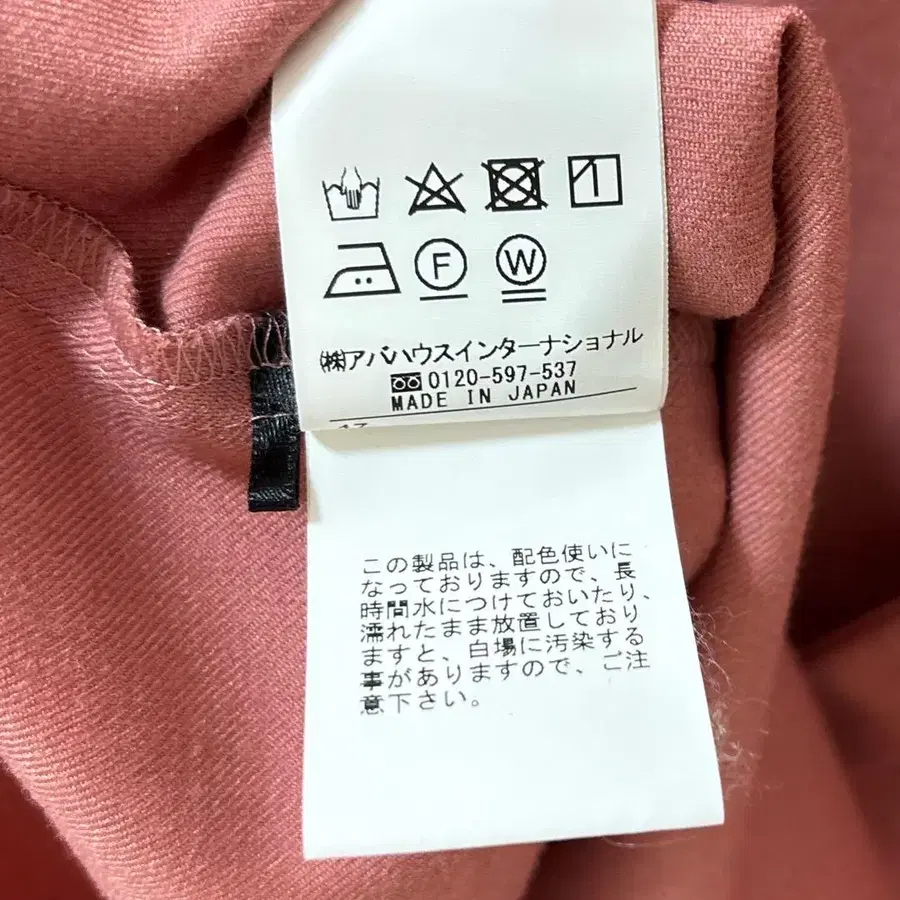 F W
(株)アバハウスインターナショナル
0120-597-537
MADE IN JAPAN
この製品は、配色使いに
なっておりますので、長
時間水につけておいたり、
濡れたまま放置しており
ますと、白場に汚染する
事がありますので、ご注
意下さい。